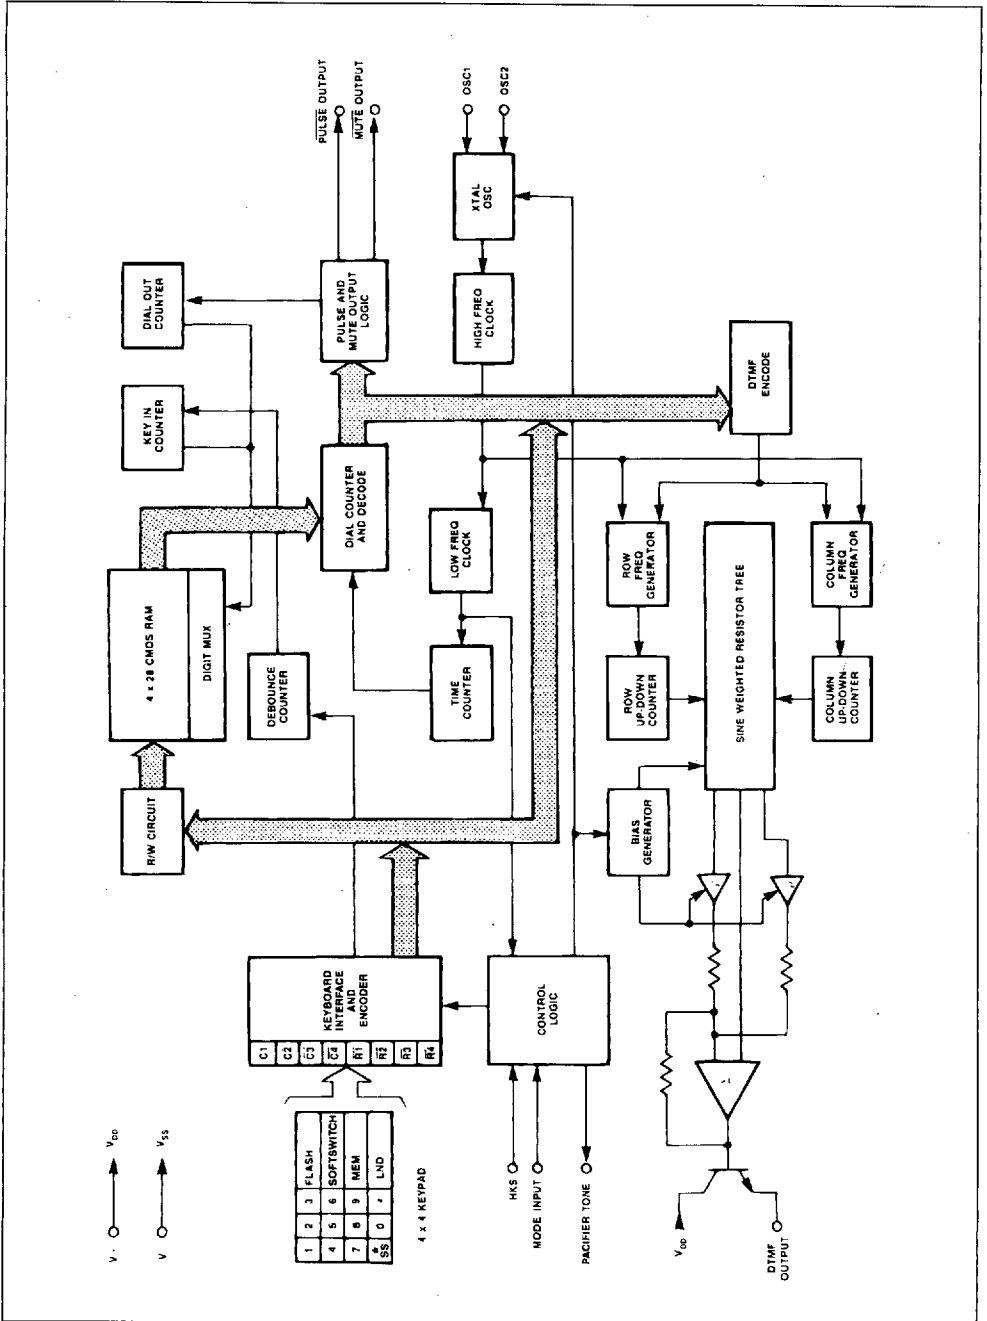 V-
V_DD
V
V_SS
1 2 3 FLASH
4 5 6 SOFTSWITCH
7 8 9 MEM
* SS 0 LND
4 x 4 KEYPAD
C1
C2
C3
C4
R1
R2
R3
R4
KEYBOARD
INTERFACE
AND
ENCODER
R/W CIRCUIT
4 x 28 CMOS RAM
DIGIT MUX
DEBOUNCE
COUNTER
KEY IN
COUNTER
DIAL OUT
COUNTER
DIAL COUNTER
AND DECODE
PULSE AND
MUTE OUTPUT
LOGIC
PULSE OUTPUT
MUTE OUTPUT
HKS
MODE INPUT
PACIFIER TONE
CONTROL
LOGIC
TIME
COUNTER
LOW FREQ
CLOCK
HIGH FREQ
CLOCK
XTAL
OSC
OSC1
OSC2
BIAS
GENERATOR
ROW
UP-DOWN
COUNTER
ROW
FREQ
GENERATOR
DTMF
ENCODE
SINE WEIGHTED RESISTOR TREE
COLUMN
UP-DOWN
COUNTER
COLUMN
FREQ
GENERATOR
V_DD
DTMF
OUTPUT